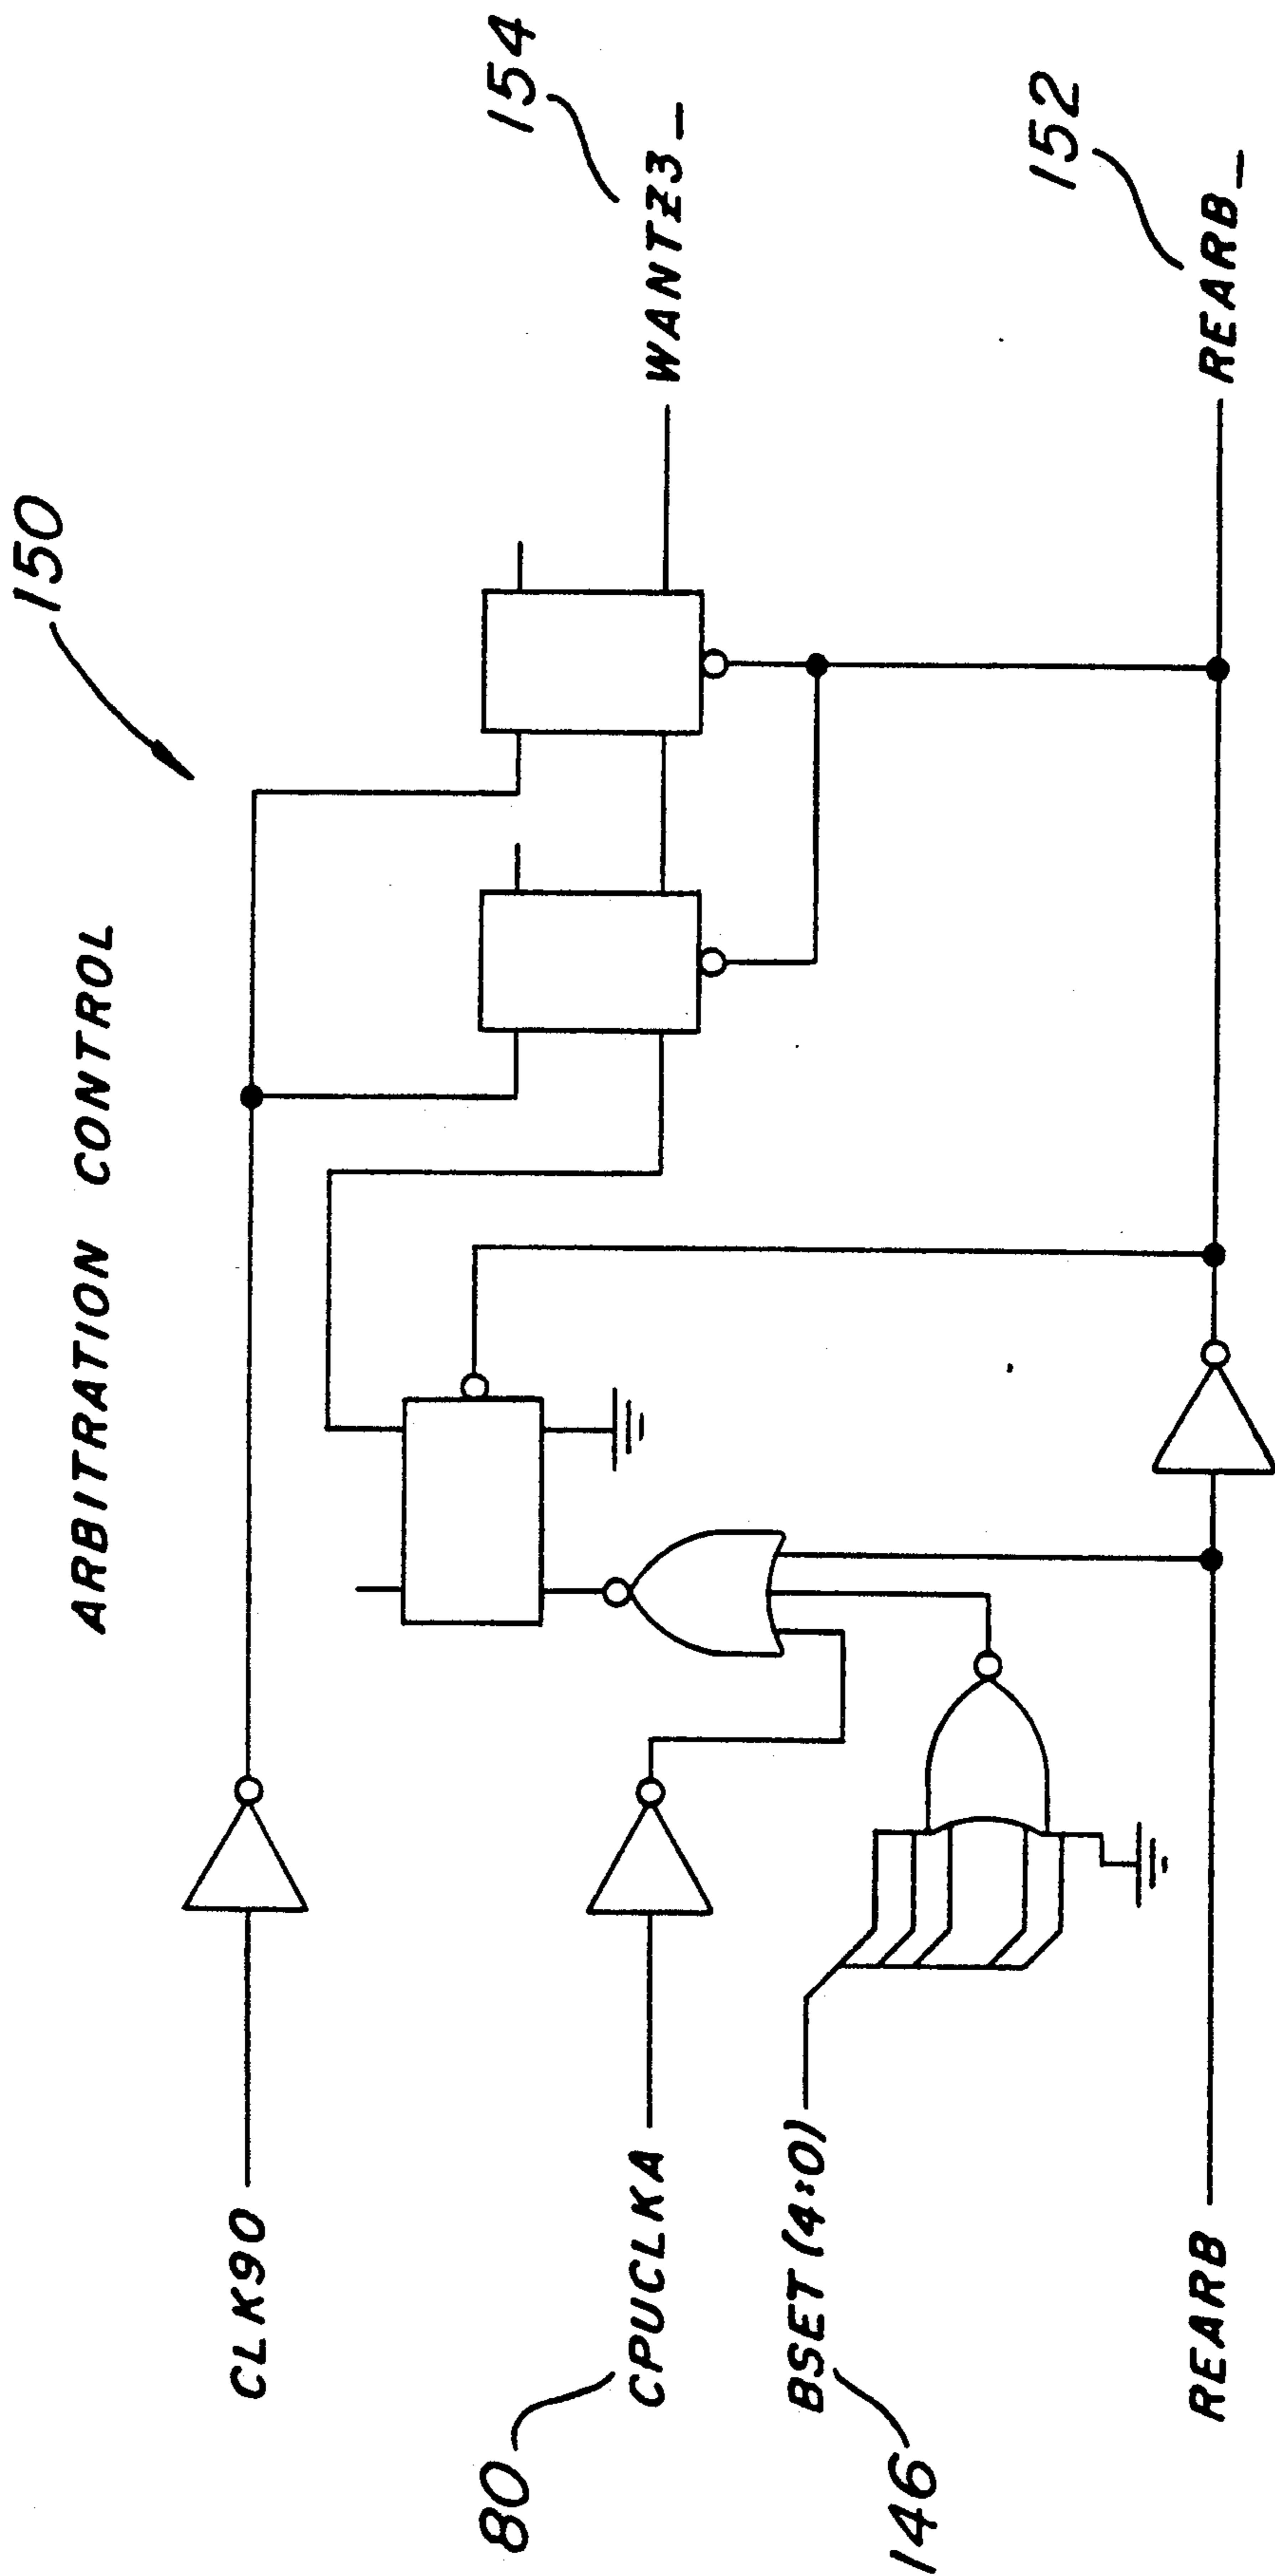 ARBITRATION CONTROL
150
CLK90
80
CPUCLKA
154
WANTZ3_
146
BSET (4:0)
152
REARB
REARB_